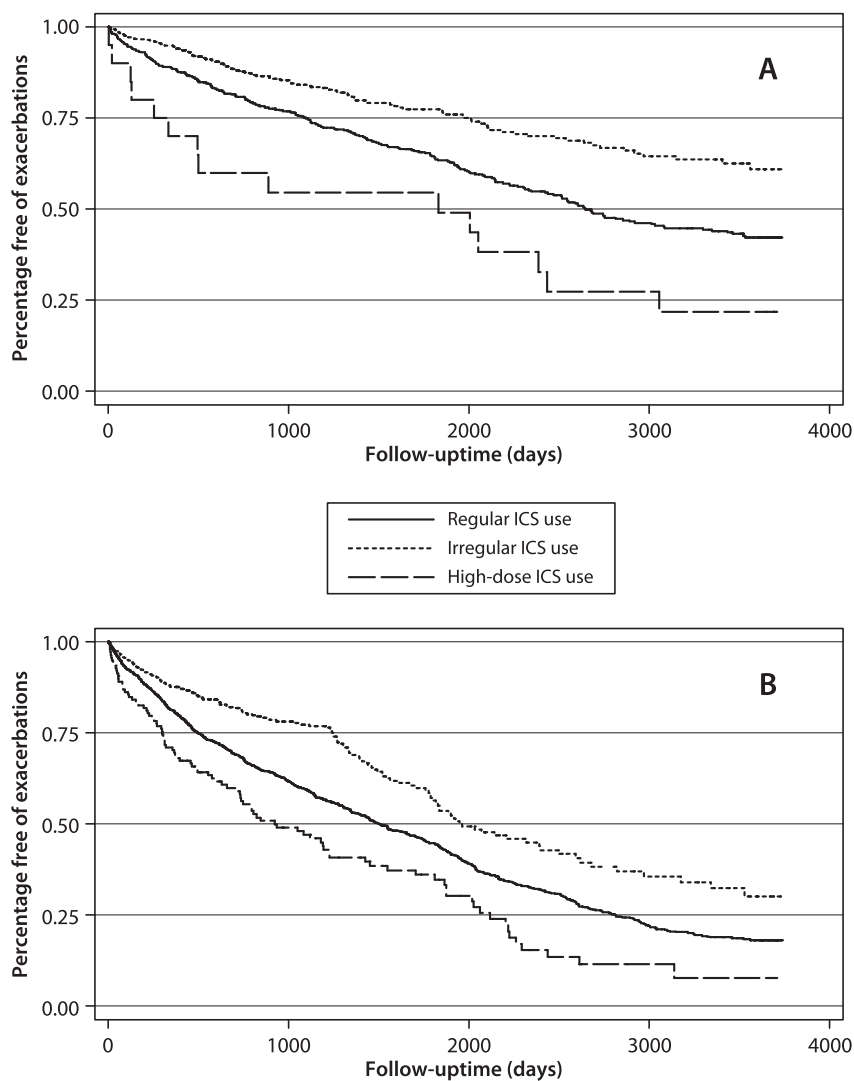 A
Percentage free of exacerbations
1.00
0.75
0.50
0.25
0.00
0 1000 2000 3000 4000
Follow-uptime (days)
Regular ICS use
Irregular ICS use
High-dose ICS use
B
Percentage free of exacerbations
1.00
0.75
0.50
0.25
0.00
0 1000 2000 3000 4000
Follow-uptime (days)